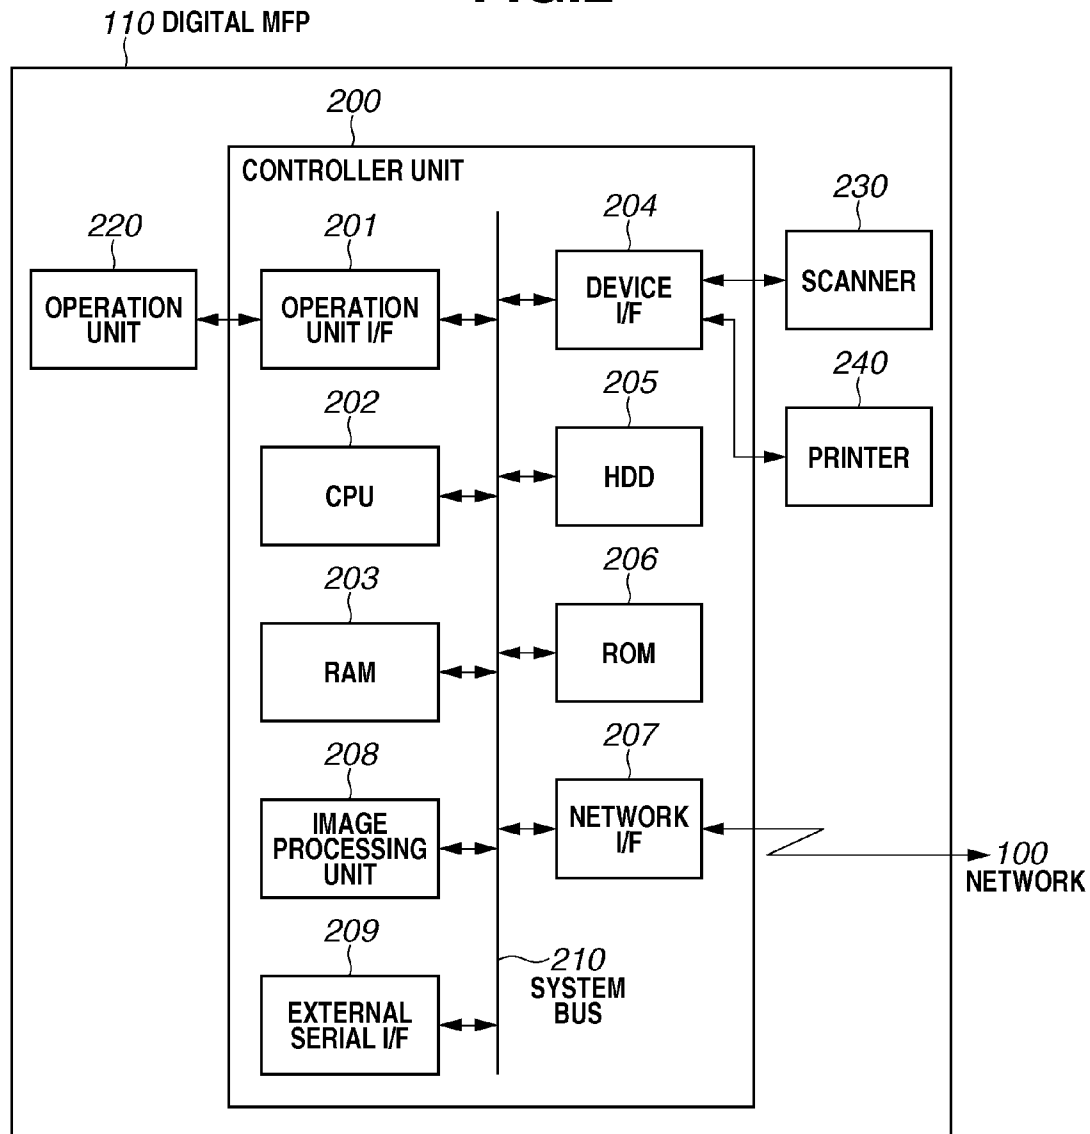 110 DIGITAL MFP
200
CONTROLLER UNIT
220
OPERATION
UNIT
201
OPERATION
UNIT I/F
204
DEVICE
I/F
230
SCANNER
202
CPU
205
HDD
240
PRINTER
203
RAM
206
ROM
208
IMAGE
PROCESSING
UNIT
207
NETWORK
I/F
100
NETWORK
209
EXTERNAL
SERIAL I/F
210
SYSTEM
BUS